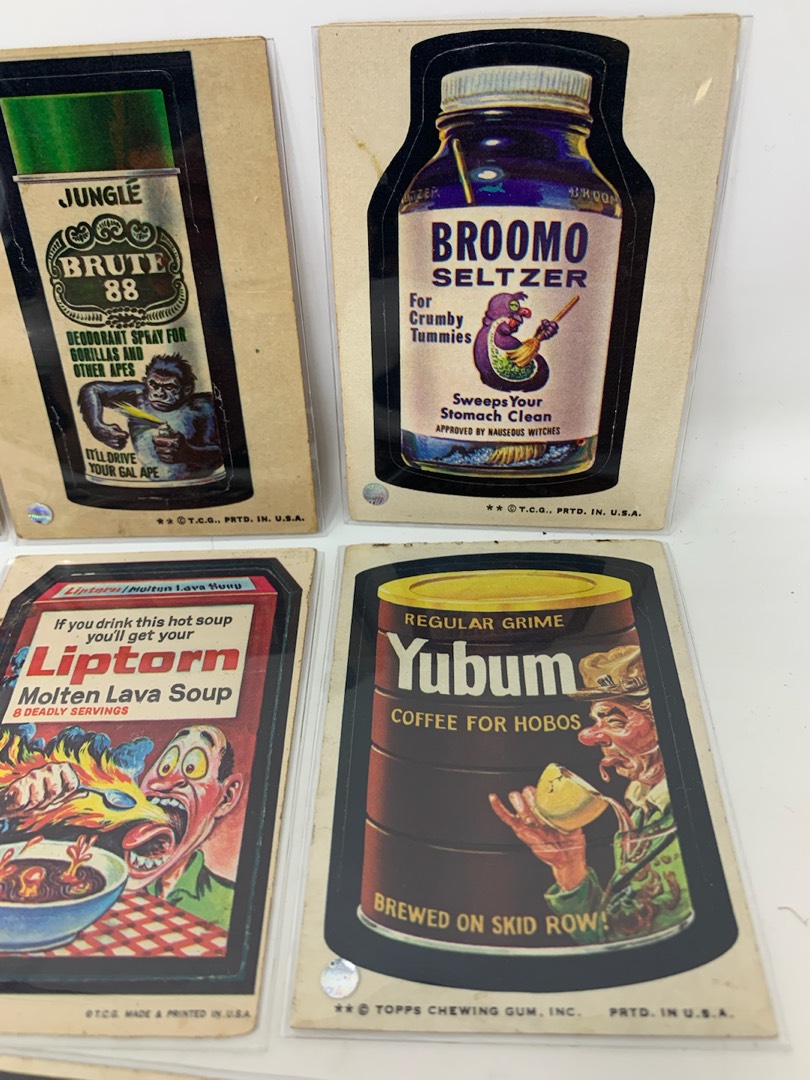 JUNGLÉ
BRUTE
88
DEODORANT SPRAY FOR
GORILLAS AND
OTHER APES
IT'LL DRIVE
YOUR GAL APE
** © T.C.G., PRTD. IN. U.S.A.
BROOMO
SELTZER
For
Crumby
Tummies
Sweeps Your
Stomach Clean
APPROVED BY NAUSEOUS WITCHES
** © T.C.G., PRTD. IN. U.S.A.
Liptorn/Molten Lava Soup
If you drink this hot soup
you'll get your
Liptorn
Molten Lava Soup
8 DEADLY SERVINGS
© T.C.G. MADE & PRINTED IN U.S.A.
REGULAR GRIME
Yubum
COFFEE FOR HOBOS
BREWED ON SKID ROW!
** © TOPPS CHEWING GUM, INC. PRTD. IN U.S.A.